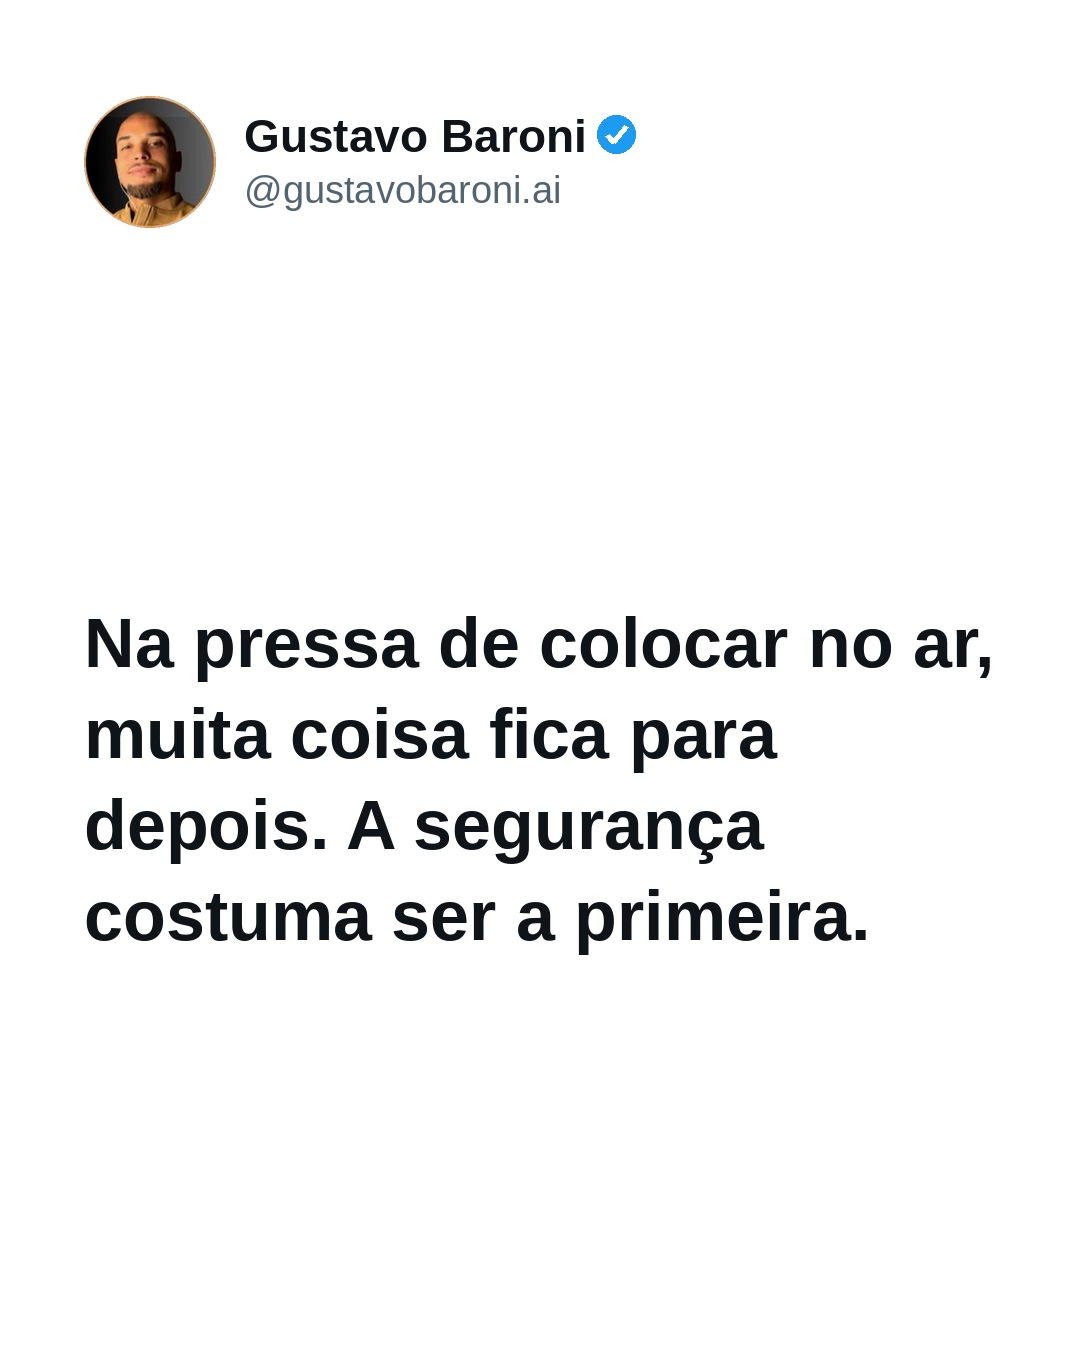 Gustavo Baroni
@gustavobaroni.ai
Na pressa de colocar no ar,
muita coisa fica para
depois. A segurança
costuma ser a primeira.